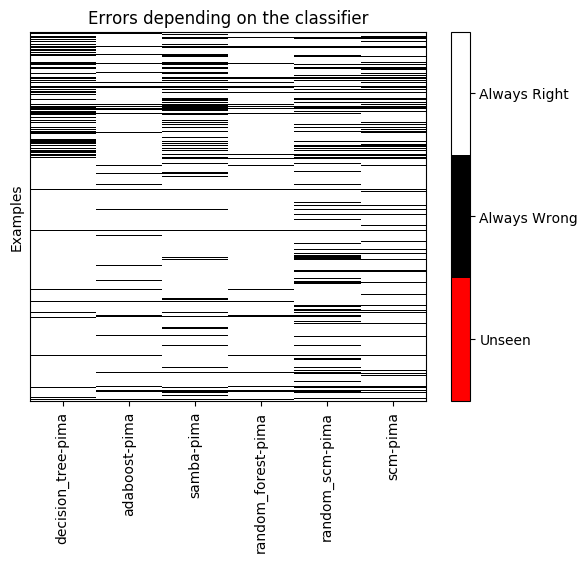 Errors depending on the classifier
Always Right
Always Wrong
Unseen
Examples
decision_tree-pima
adaboost-pima
samba-pima
random_forest-pima
random_scm-pima
scm-pima